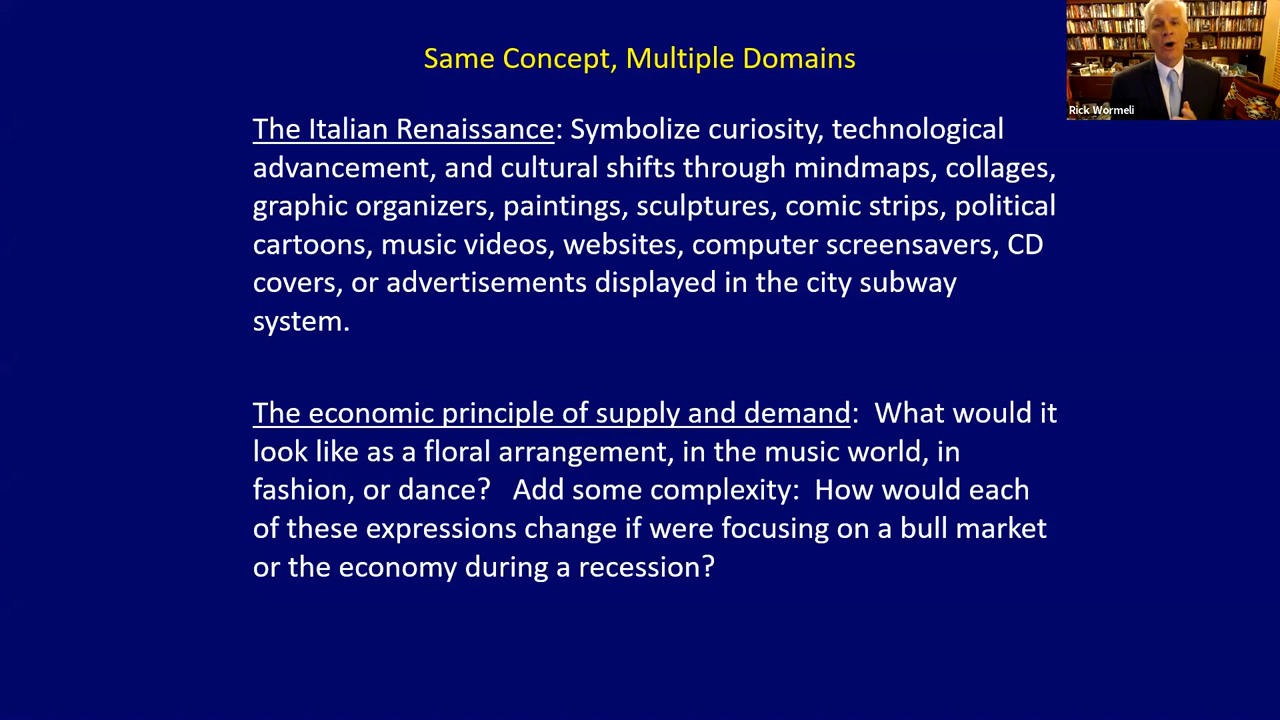 Same Concept, Multiple Domains
Rick Wormeli
The Italian Renaissance: Symbolize curiosity, technological
advancement, and cultural shifts through mindmaps, collages,
graphic organizers, paintings, sculptures, comic strips, political
cartoons, music videos, websites, computer screensavers, CD
covers, or advertisements displayed in the city subway
system.
The economic principle of supply and demand: What would it
look like as a floral arrangement, in the music world, in
fashion, or dance? Add some complexity: How would each
of these expressions change if were focusing on a bull market
or the economy during a recession?